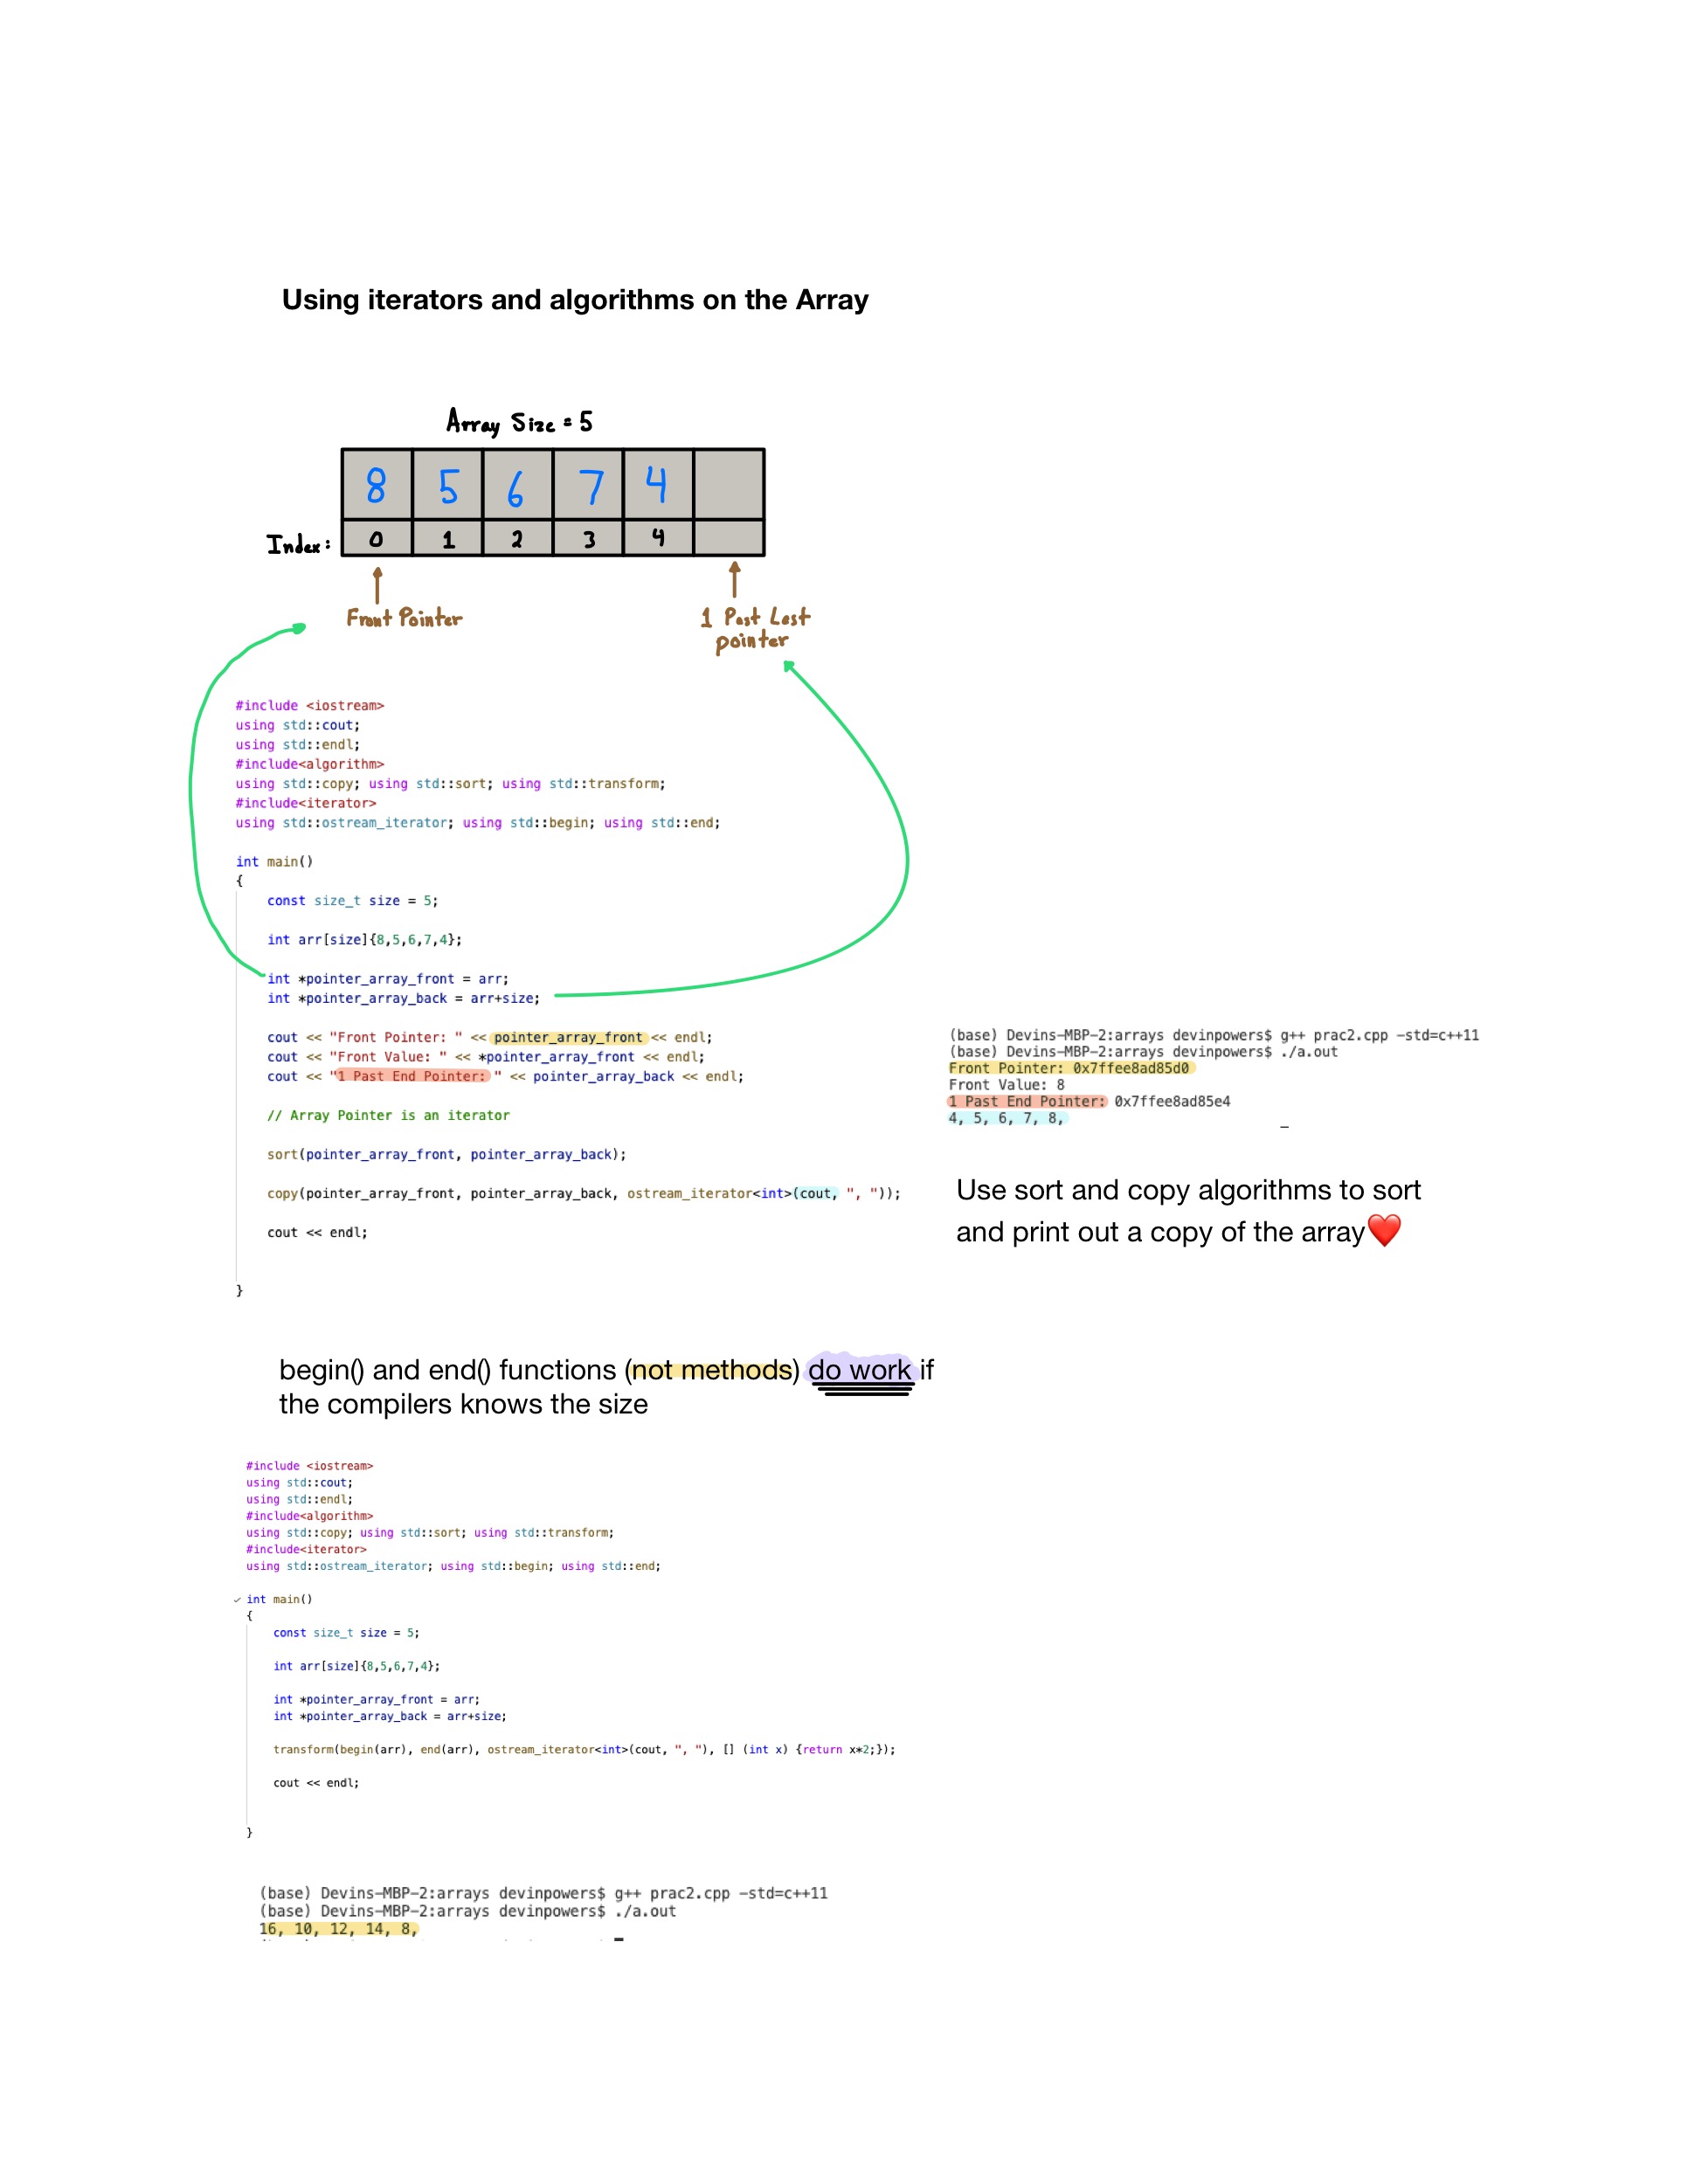 Using iterators and algorithms on the Array
Array Size = 5
8 5 6 7 4
Index: 0 1 2 3 4
Front Pointer
1 Past Last
pointer
#include <iostream>
using std::cout;
using std::endl;
#include<algorithm>
using std::copy; using std::sort; using std::transform;
#include<iterator>
using std::ostream_iterator; using std::begin; using std::end;
int main()
{
const size_t size = 5;
int arr[size]{8,5,6,7,4};
int *pointer_array_front = arr;
int *pointer_array_back = arr+size;
cout << "Front Pointer: " << pointer_array_front << endl;
cout << "Front Value: " << *pointer_array_front << endl;
cout << "1 Past End Pointer: " << pointer_array_back << endl;
// Array Pointer is an iterator
sort(pointer_array_front, pointer_array_back);
copy(pointer_array_front, pointer_array_back, ostream_iterator<int>(cout, ", "));
cout << endl;
}
(base) Devins-MBP-2:arrays devinpowers$ g++ prac2.cpp -std=c++11
(base) Devins-MBP-2:arrays devinpowers$ ./a.out
Front Pointer: 0x7ffee8ad85d0
Front Value: 8
1 Past End Pointer: 0x7ffee8ad85e4
4, 5, 6, 7, 8,
Use sort and copy algorithms to sort
and print out a copy of the array❤️
begin() and end() functions (not methods) do work if
the compilers knows the size
#include <iostream>
using std::cout;
using std::endl;
#include<algorithm>
using std::copy; using std::sort; using std::transform;
#include<iterator>
using std::ostream_iterator; using std::begin; using std::end;
int main()
{
const size_t size = 5;
int arr[size]{8,5,6,7,4};
int *pointer_array_front = arr;
int *pointer_array_back = arr+size;
transform(begin(arr), end(arr), ostream_iterator<int>(cout, ", "), [] (int x) {return x*2;});
cout << endl;
}
(base) Devins-MBP-2:arrays devinpowers$ g++ prac2.cpp -std=c++11
(base) Devins-MBP-2:arrays devinpowers$ ./a.out
16, 10, 12, 14, 8,